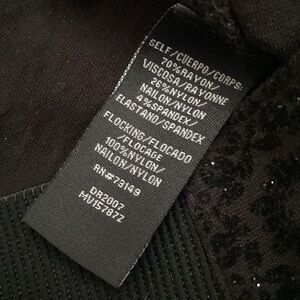 SELF/CUERPO/CORPS:
70%RAYON/
VISCOSA/RAYONNE
26%NYLON/
NAILON/NYLON
4%SPANDEX/
ELASTANO/SPANDEX
FLOCKING/FLOCADO
/FLOCAGE
100%NYLON/
NAILON/NYLON
RN#73149
DR2007
MV15787Z